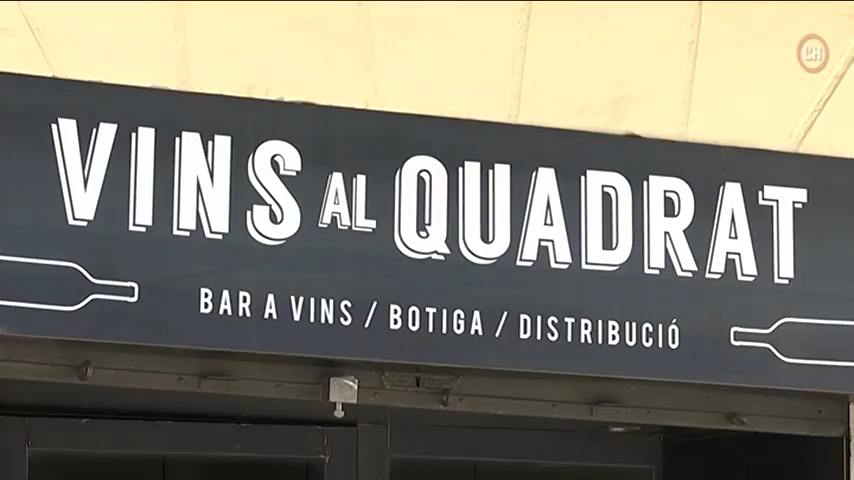 L'H
VINS AL QUADRAT
BAR A VINS / BOTIGA / DISTRIBUCIÓ